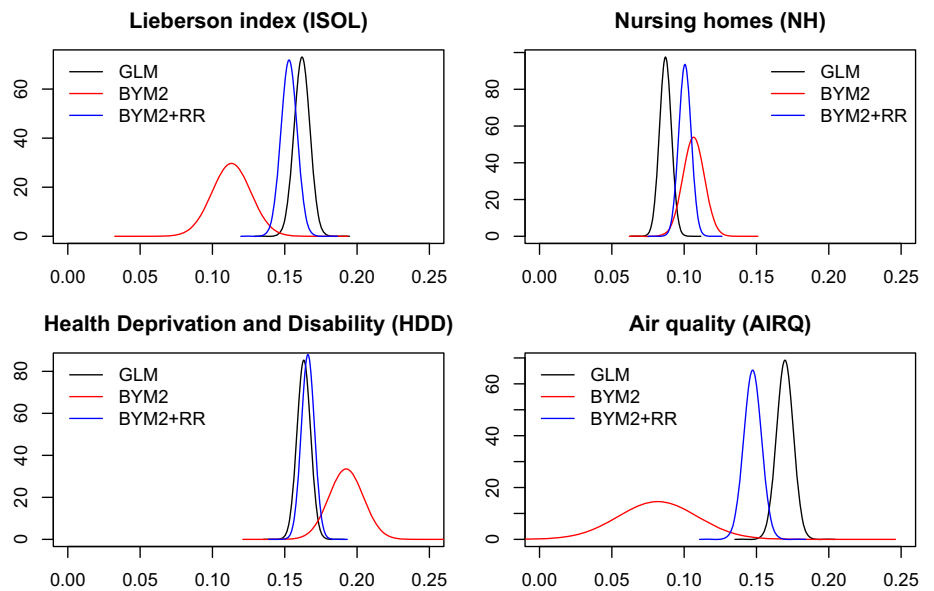 Lieberson index (ISOL)
GLM
BYM2
BYM2+RR
0 20 40 60
0.00 0.05 0.10 0.15 0.20 0.25
Nursing homes (NH)
GLM
BYM2
BYM2+RR
0 20 40 60 80
0.00 0.05 0.10 0.15 0.20 0.25
Health Deprivation and Disability (HDD)
GLM
BYM2
BYM2+RR
0 20 40 60 80
0.00 0.05 0.10 0.15 0.20 0.25
Air quality (AIRQ)
GLM
BYM2
BYM2+RR
0 20 40 60
0.00 0.05 0.10 0.15 0.20 0.25